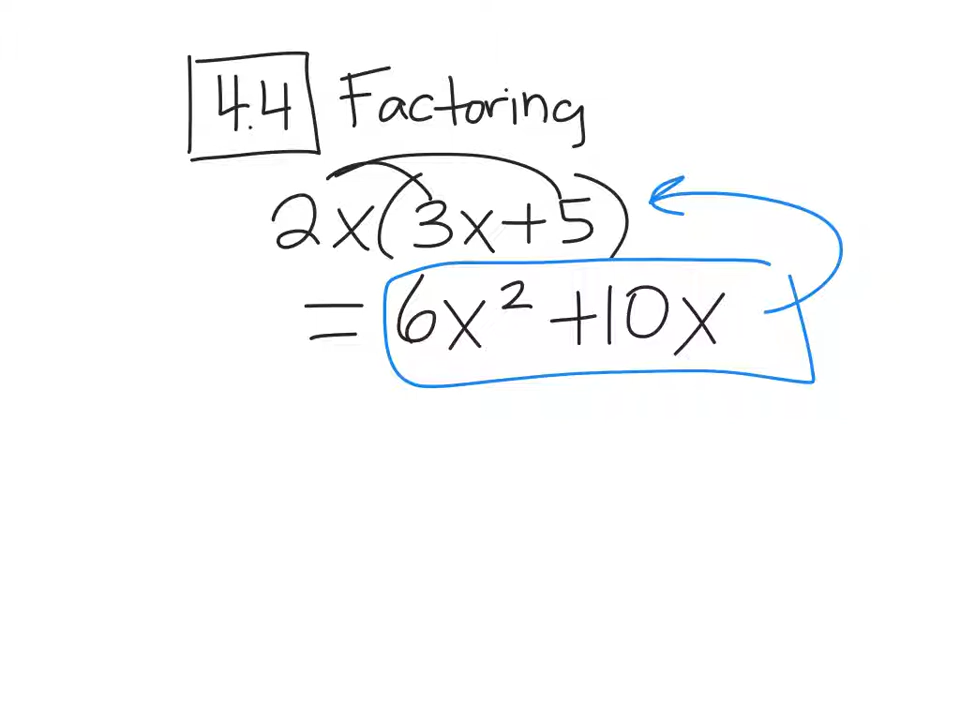 4.4 Factoring
2x(3x+5)
= 6x² +10x